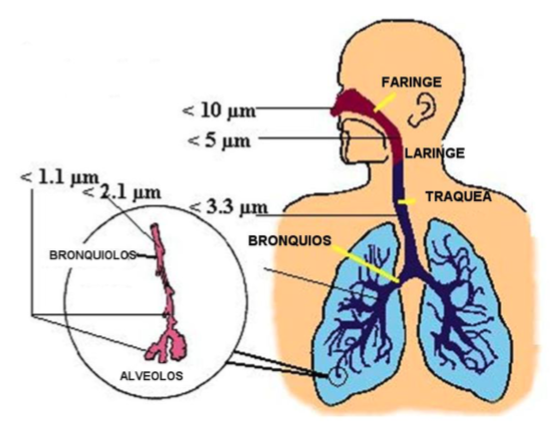 FARINGE
< 10 µm
< 5 µm
LARINGE
< 1.1 µm
< 2.1 µm
TRAQUEA
< 3.3 µm
BRONQUIOS
BRONQUIOLOS
ALVEOLOS